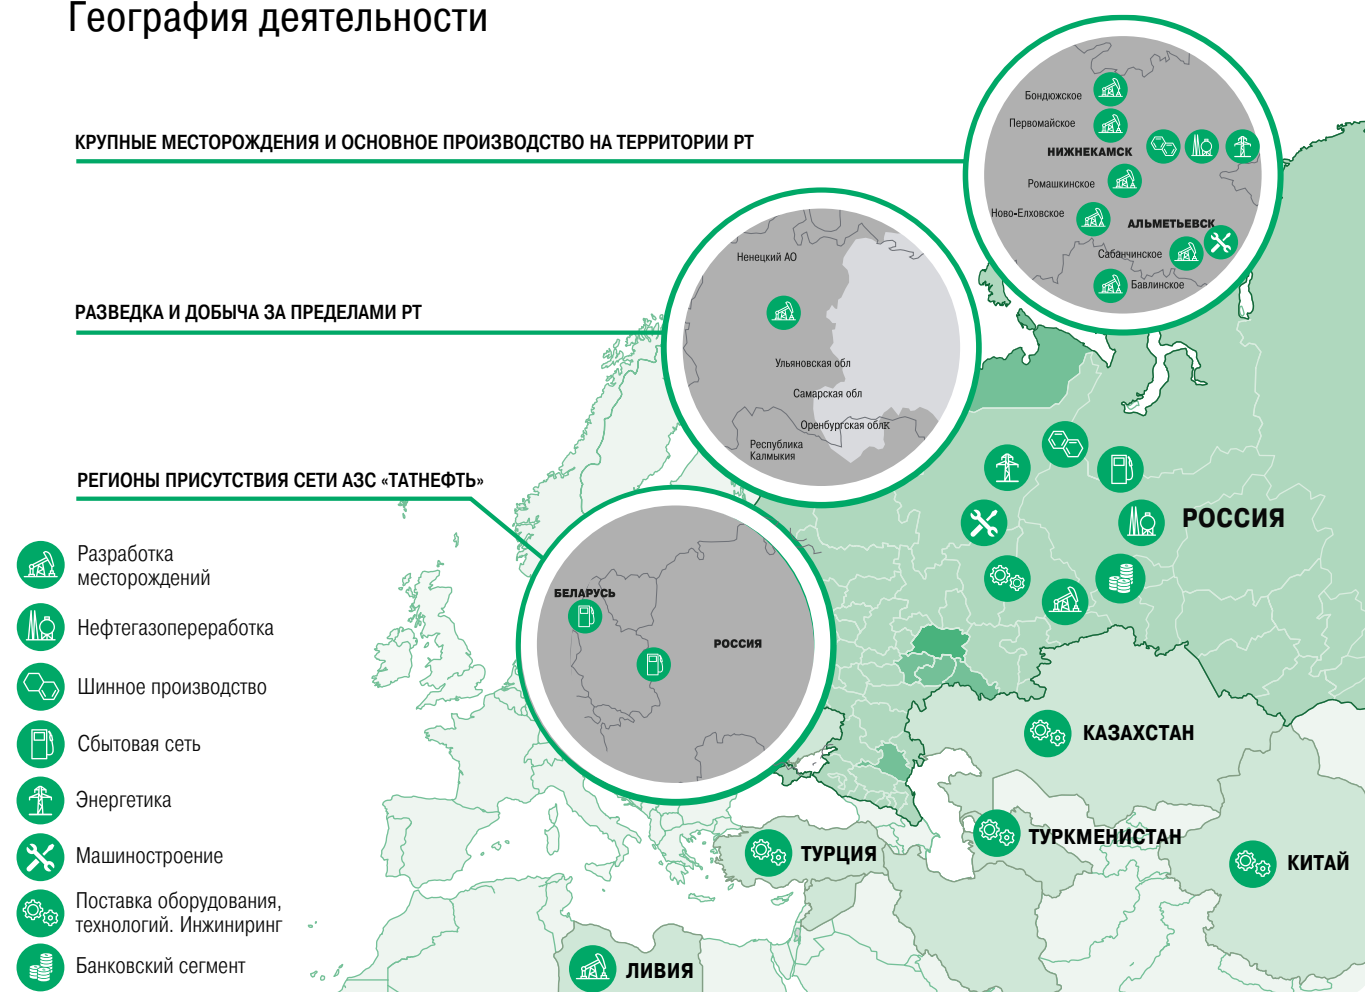 География деятельности
КРУПНЫЕ МЕСТОРОЖДЕНИЯ И ОСНОВНОЕ ПРОИЗВОДСТВО НА ТЕРРИТОРИИ РТ
Бондюжское
Первомайское
НИЖНЕКАМСК
Ромашкинское
Ново-Елховское
АЛЬМЕТЬЕВСК
Сабанчинское
Бавлинское
РАЗВЕДКА И ДОБЫЧА ЗА ПРЕДЕЛАМИ РТ
Ненецкий АО
Ульяновская обл
Самарская обл
Оренбургская облк
Республика
Калмыкия
РЕГИОНЫ ПРИСУТСТВИЯ СЕТИ АЗС «ТАТНЕФТЬ»
БЕЛАРУСЬ
РОССИЯ
Разработка
месторождений
Нефтегазопереработка
Шинное производство
Сбытовая сеть
Энергетика
Машиностроение
Поставка оборудования,
технологий. Инжиниринг
Банковский сегмент
РОССИЯ
КАЗАХСТАН
ТУРКМЕНИСТАН
ТУРЦИЯ
КИТАЙ
ЛИВИЯ